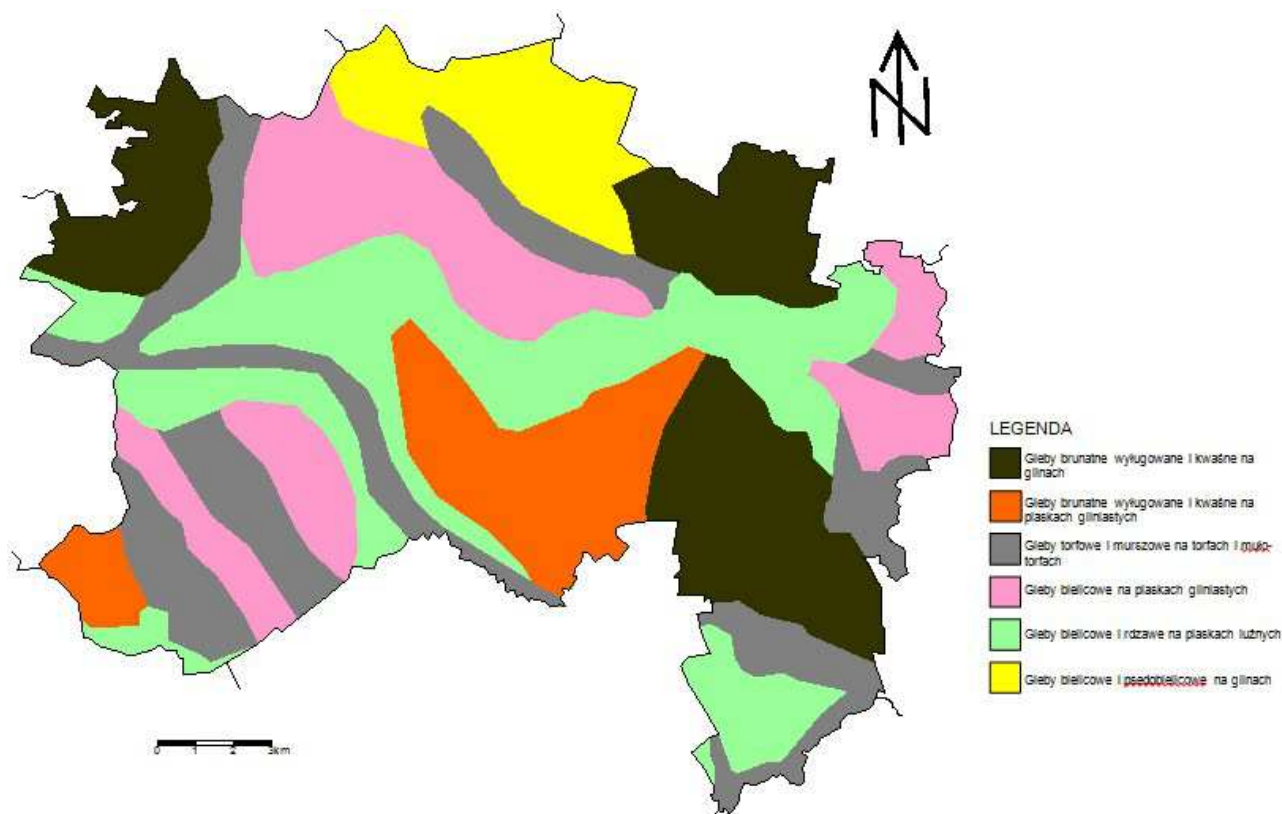 N
LEGENDA
Gleby brunatne wyługowane i kwaśne na
glinach
Gleby brunatne wyługowane i kwaśne na
piaskach gliniastych
Gleby torfowe i murszowe na torfach i muło-
torfach
Gleby bielicowe na piaskach gliniastych
Gleby bielicowe i rdzawe na piaskach luźnych
Gleby bielicowe i psedobielicowe na glinach
0 1 2 3km